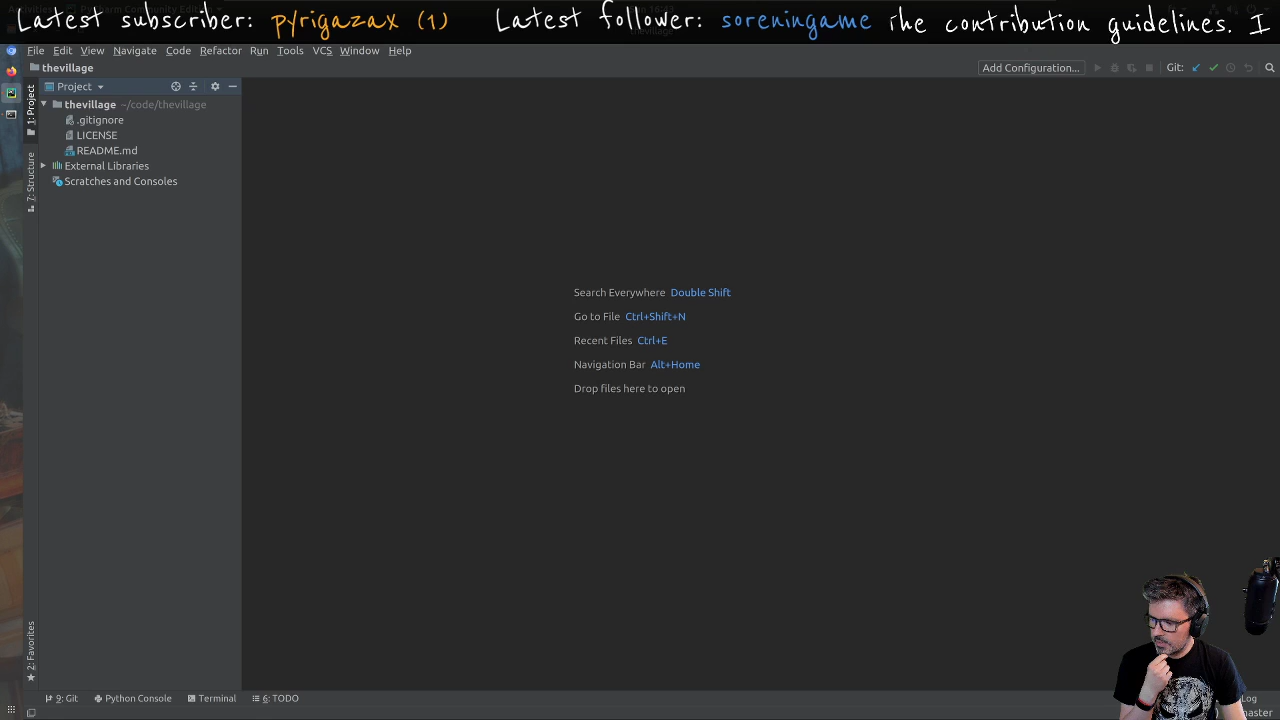 Latest subscriber: pyrigazax (1) Latest follower: soreningame the contribution guidelines. I
File Edit View Navigate Code Refactor Run Tools VCS Window Help
thevillage Add Configuration... Git:
Project
thevillage ~/code/thevillage
.gitignore
LICENSE
README.md
External Libraries
Scratches and Consoles
1: Project
7: Structure
2: Favorites
Search Everywhere Double Shift
Go to File Ctrl+Shift+N
Recent Files Ctrl+E
Navigation Bar Alt+Home
Drop files here to open
9: Git Python Console Terminal 6: TODO Log
master